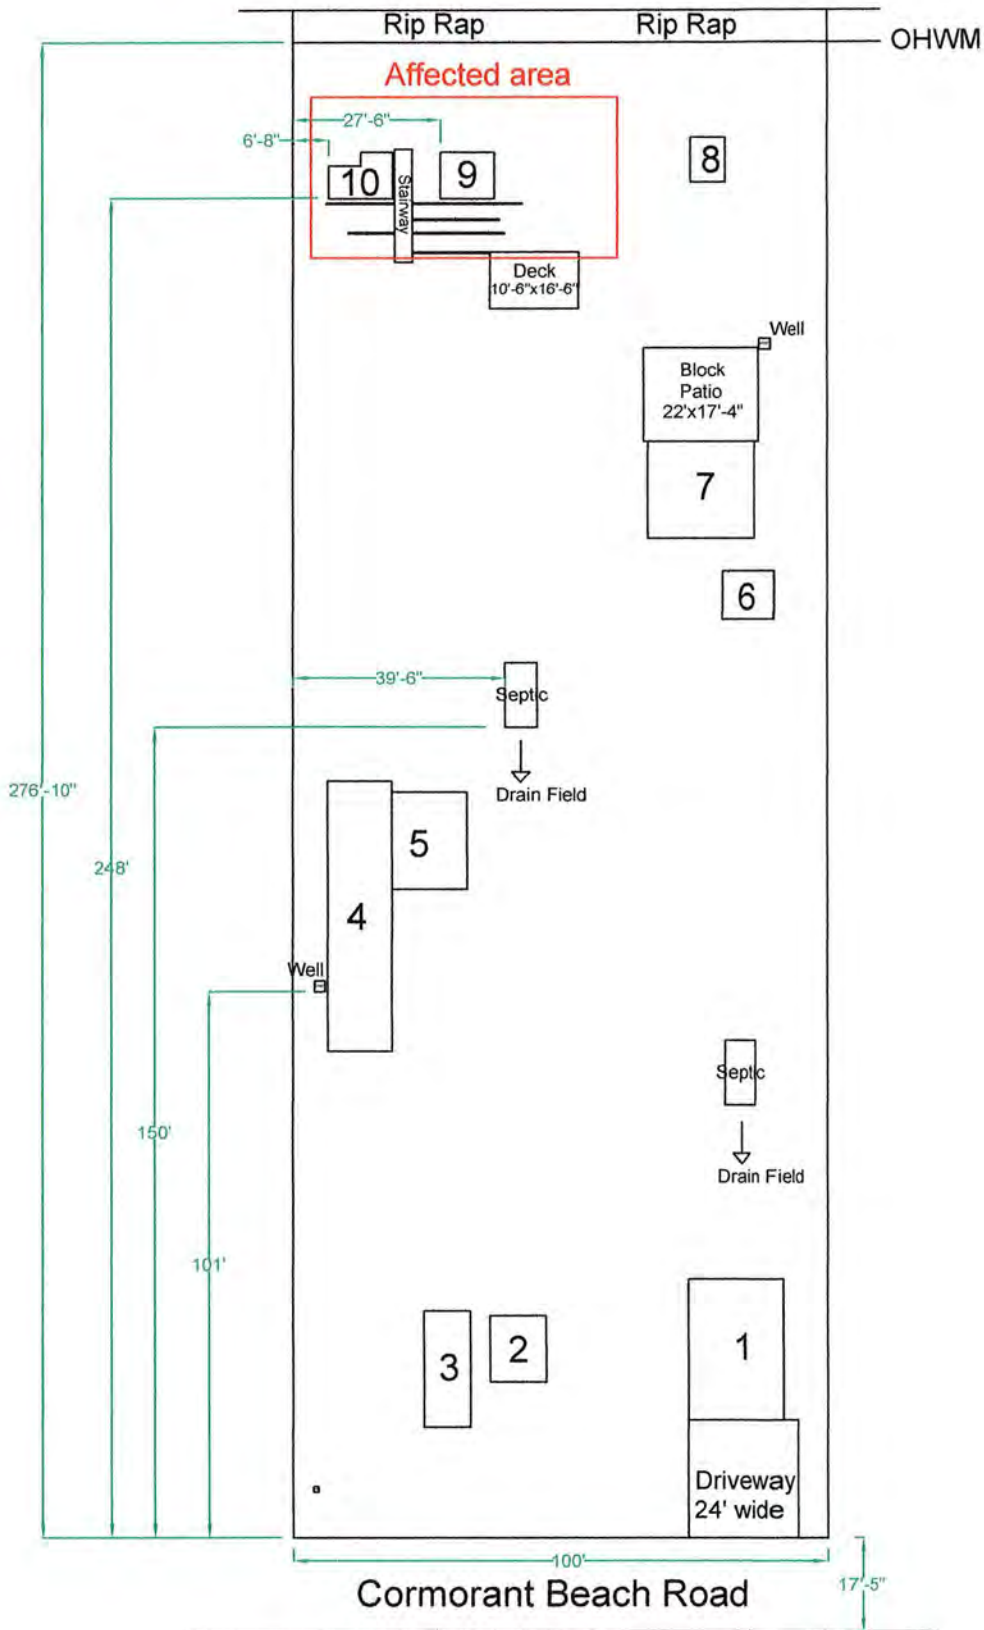 Rip Rap
Rip Rap
OHWM
Affected area
27'-6"
6'-8"
10
Stairway
9
8
Deck
10'-6"x16'-6"
Well
Block
Patio
22'x17'-4"
7
6
39'-6"
Septic
Drain Field
276'-10"
248'
5
4
Well
Septic
150'
Drain Field
101'
1
2
3
Driveway
24' wide
100'
17'-5"
Cormorant Beach Road